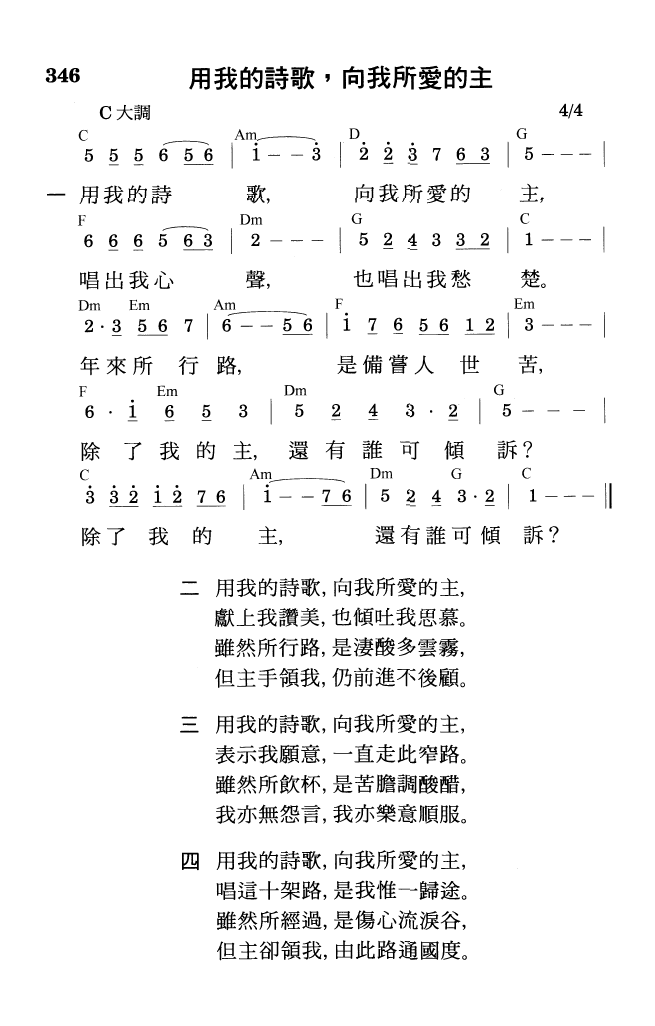 346 用我的詩歌，向我所愛的主
C大調 4/4
C Am D G
5 5 5 6 5 6 | 1 - - 3 | 2 2 3 7 6 3 | 5 - - - |
一 用我的詩 歌, 向我所愛的 主,
F Dm G C
6 6 6 5 6 3 | 2 - - - | 5 2 4 3 3 2 | 1 - - - |
唱出我心 聲, 也唱出我愁 楚。
Dm Em Am F Em
2 · 3 5 6 7 | 6 - - 5 6 | 1 7 6 5 6 1 2 | 3 - - - |
年來所 行 路, 是備嘗人 世 苦,
F Em Dm G
6 · 1 6 5 3 | 5 2 4 3 · 2 | 5 - - - |
除 了 我 的 主, 還 有 誰 可 傾 訴?
C Am Dm G C
3 3 2 1 2 7 6 | 1 - - 7 6 | 5 2 4 3 · 2 | 1 - - - ||
除了 我 的 主, 還有誰可傾 訴?
二 用我的詩歌, 向我所愛的主,
獻上我讚美, 也傾吐我思慕。
雖然所行路, 是淒酸多雲霧,
但主手領我, 仍前進不後顧。
三 用我的詩歌, 向我所愛的主,
表示我願意, 一直走此窄路。
雖然所飲杯, 是苦膽調酸醋,
我亦無怨言, 我亦樂意順服。
四 用我的詩歌, 向我所愛的主,
唱這十架路, 是我惟一歸途。
雖然所經過, 是傷心流淚谷,
但主卻領我, 由此路通國度。